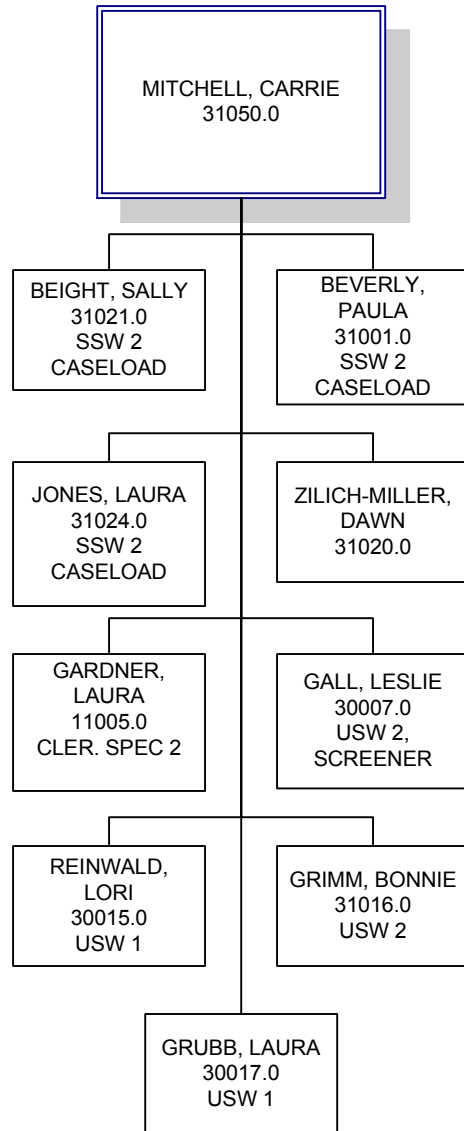 MITCHELL, CARRIE
31050.0
BEIGHT, SALLY
31021.0
SSW 2
CASELOAD
BEVERLY,
PAULA
31001.0
SSW 2
CASELOAD
JONES, LAURA
31024.0
SSW 2
CASELOAD
ZILICH-MILLER,
DAWN
31020.0
GARDNER,
LAURA
11005.0
CLER. SPEC 2
GALL, LESLIE
30007.0
USW 2,
SCREENER
REINWALD,
LORI
30015.0
USW 1
GRIMM, BONNIE
31016.0
USW 2
GRUBB, LAURA
30017.0
USW 1